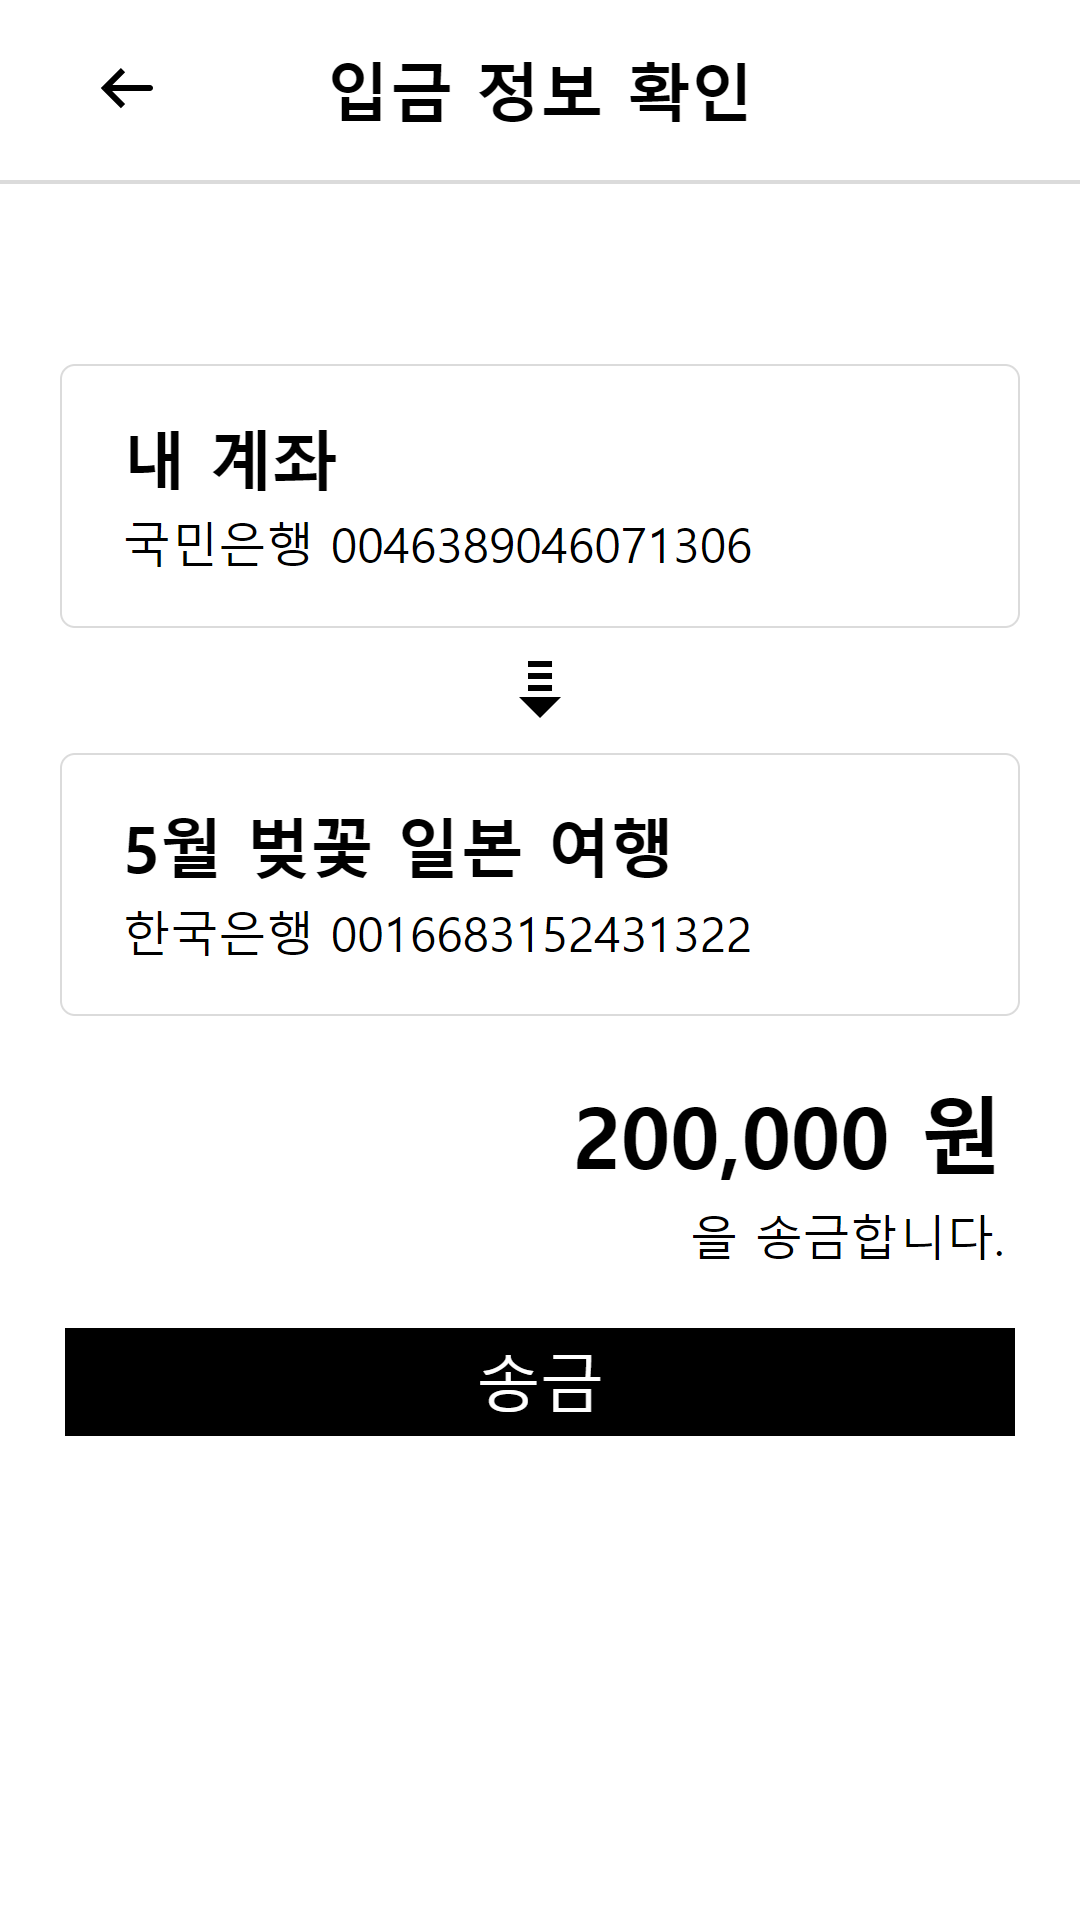 입금 정보 확인
내 계좌
국민은행 0046389046071306
5월 벚꽃 일본 여행
한국은행 0016683152431322
200,000 원
을 송금합니다.
송금